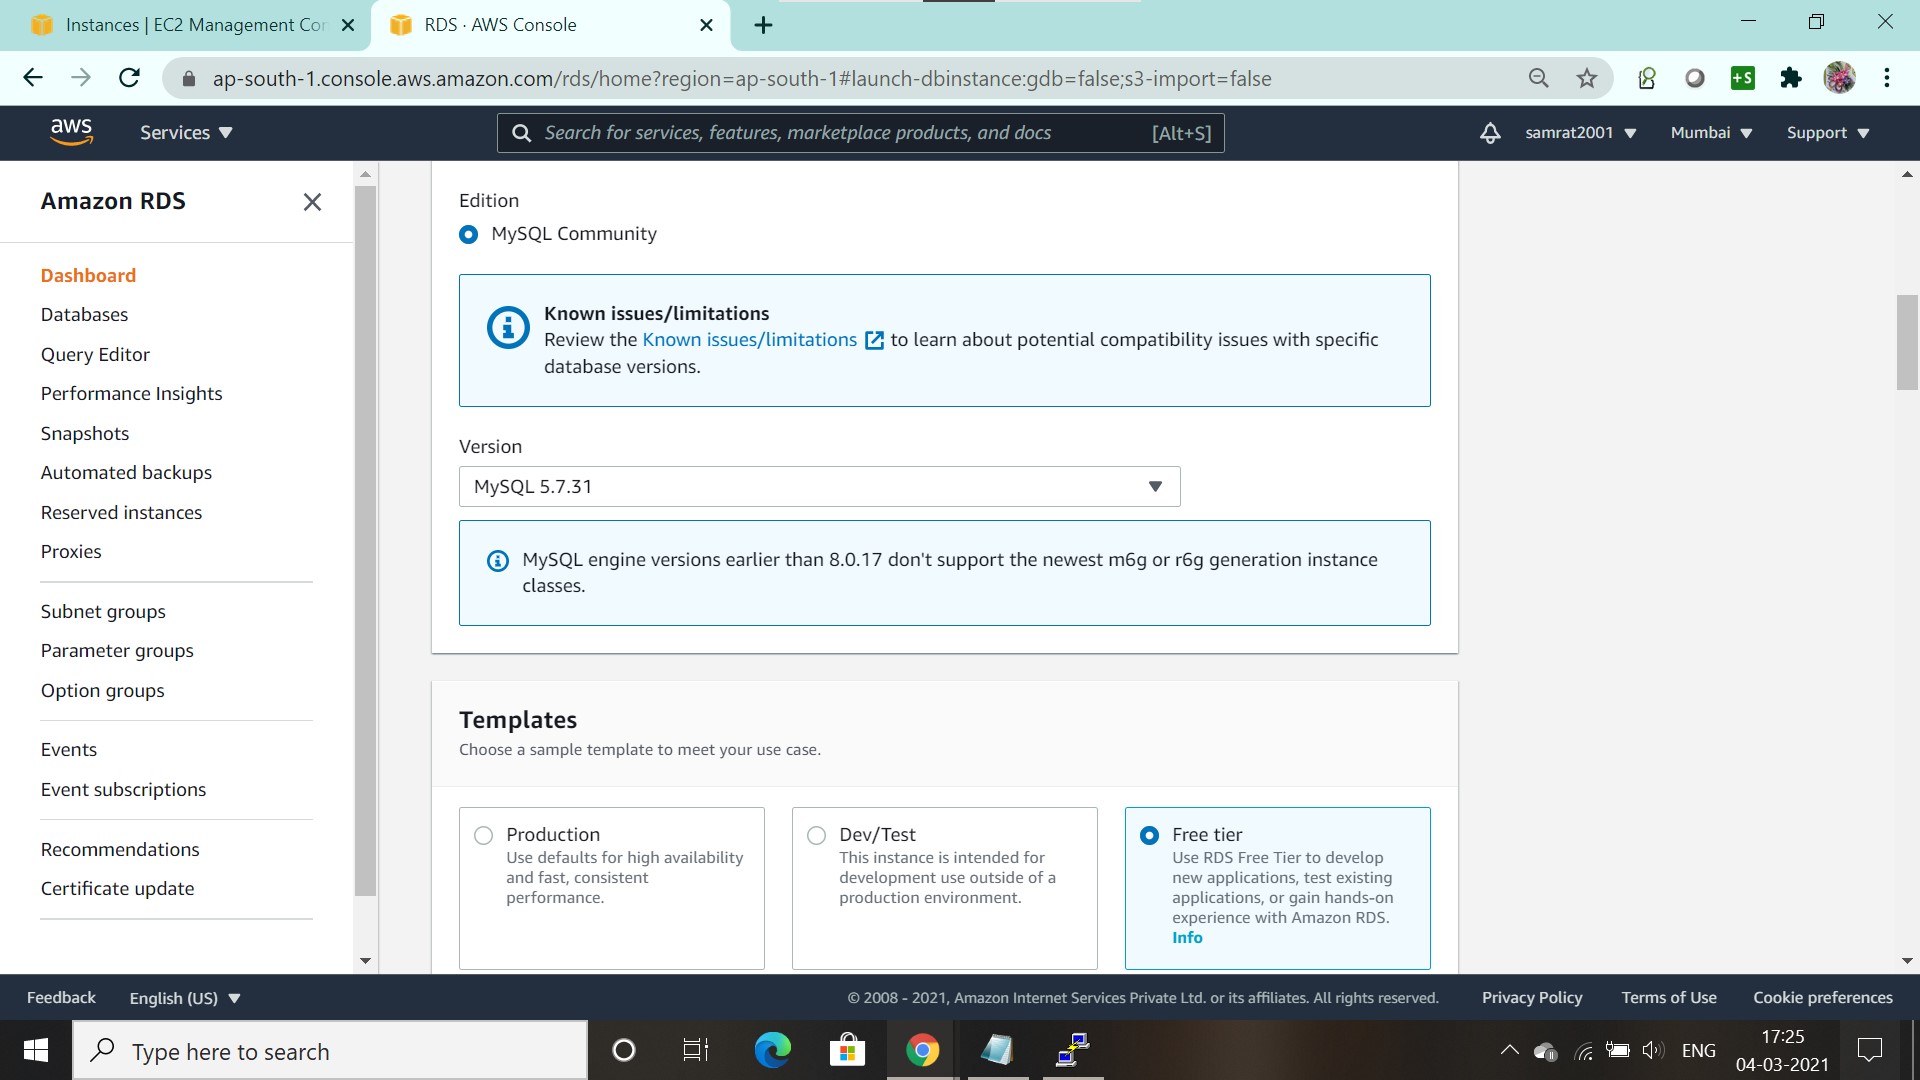 Instances | EC2 Management Con
RDS · AWS Console
ap-south-1.console.aws.amazon.com/rds/home?region=ap-south-1#launch-dbinstance:gdb=false;s3-import=false
+S
aws
Services
Search for services, features, marketplace products, and docs
[Alt+S]
samrat2001
Mumbai
Support
Amazon RDS
Dashboard
Databases
Query Editor
Performance Insights
Snapshots
Automated backups
Reserved instances
Proxies
Subnet groups
Parameter groups
Option groups
Events
Event subscriptions
Recommendations
Certificate update
Edition
MySQL Community
Known issues/limitations
Review the Known issues/limitations to learn about potential compatibility issues with specific
database versions.
Version
MySQL 5.7.31
MySQL engine versions earlier than 8.0.17 don't support the newest m6g or r6g generation instance
classes.
Templates
Choose a sample template to meet your use case.
Production
Use defaults for high availability
and fast, consistent
performance.
Dev/Test
This instance is intended for
development use outside of a
production environment.
Free tier
Use RDS Free Tier to develop
new applications, test existing
applications, or gain hands-on
experience with Amazon RDS.
Info
Feedback
English (US)
© 2008 - 2021, Amazon Internet Services Private Ltd. or its affiliates. All rights reserved.
Privacy Policy
Terms of Use
Cookie preferences
Type here to search
ENG
17:25
04-03-2021